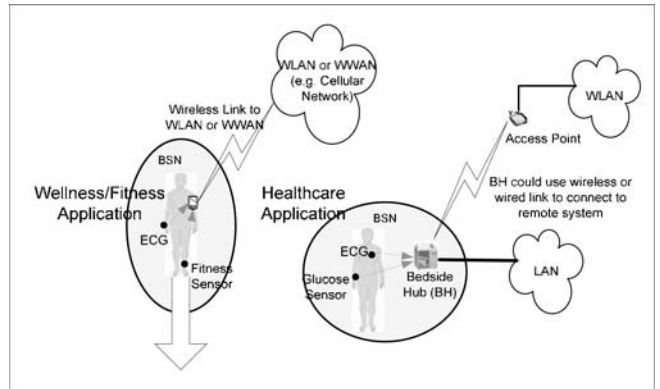 WLAN or WWAN
(e.g. Cellular
Network)
Wireless Link to
WLAN or WWAN
BSN
Wellness/Fitness
Application
ECG
Fitness
Sensor
WLAN
Access Point
BH could use wireless or
wired link to connect to
remote system
Healthcare
Application
BSN
ECG
Glucose
Sensor
Bedside
Hub (BH)
LAN